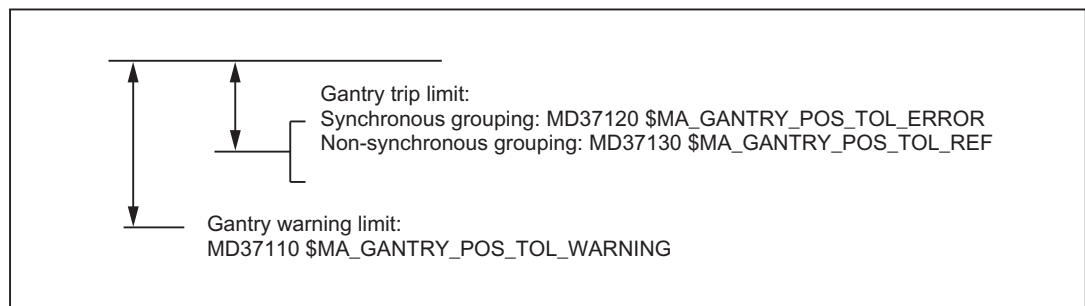 Gantry trip limit:
Synchronous grouping: MD37120 $MA_GANTRY_POS_TOL_ERROR
Non-synchronous grouping: MD37130 $MA_GANTRY_POS_TOL_REF
Gantry warning limit:
MD37110 $MA_GANTRY_POS_TOL_WARNING